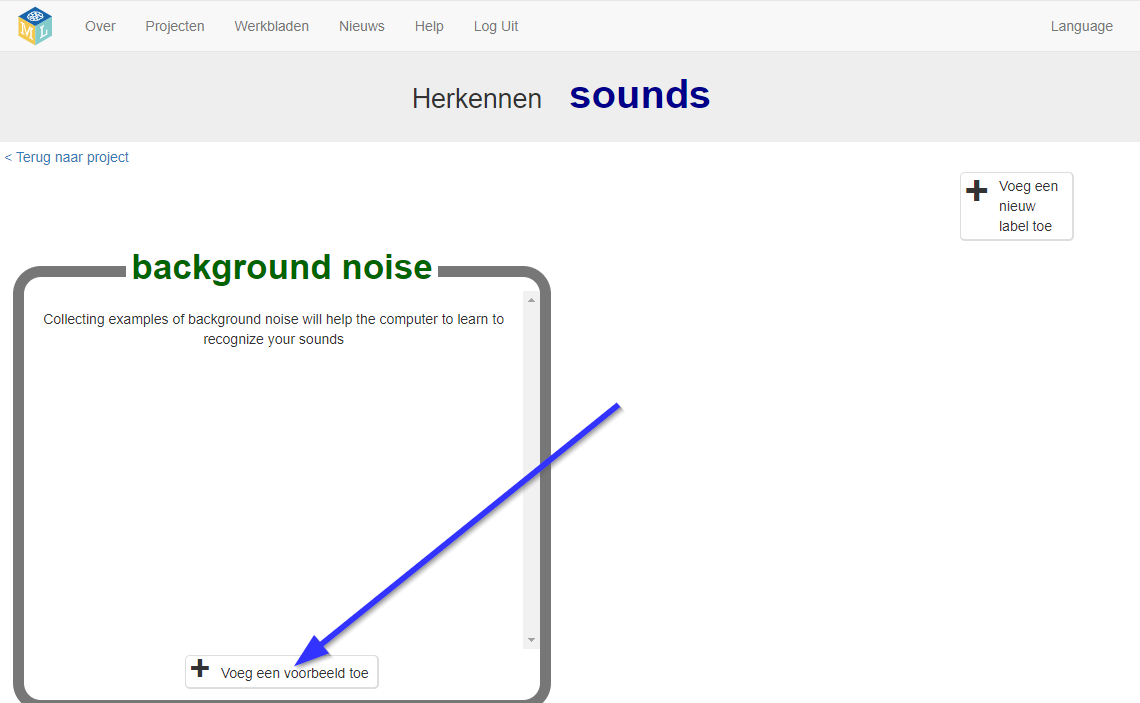 M L
Over Projecten Werkbladen Nieuws Help Log Uit Language
Herkennen sounds
< Terug naar project
Voeg een
nieuw
label toe
background noise
Collecting examples of background noise will help the computer to learn to
recognize your sounds
Voeg een voorbeeld toe